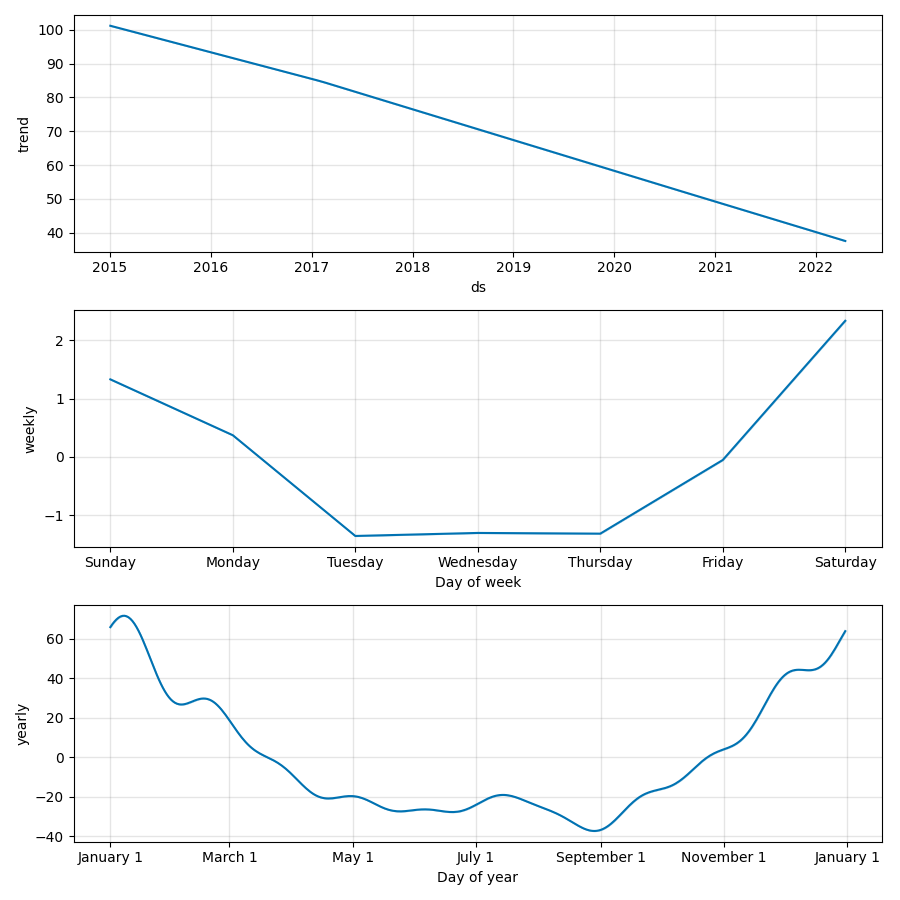 trend
100
90
80
70
60
50
40
2015 2016 2017 2018 2019 2020 2021 2022
ds
weekly
2
1
0
−1
Sunday Monday Tuesday Wednesday Thursday Friday Saturday
Day of week
yearly
60
40
20
0
−20
−40
January 1 March 1 May 1 July 1 September 1 November 1 January 1
Day of year